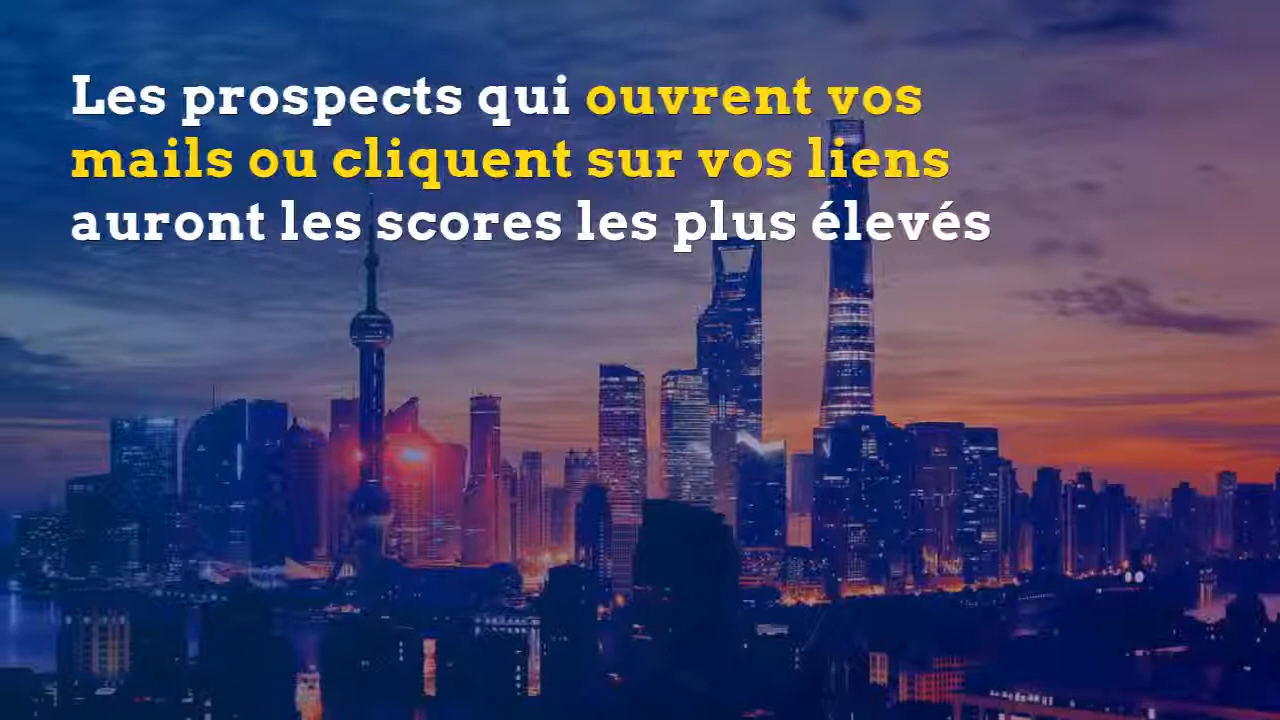 Les prospects qui ouvrent vos
mails ou cliquent sur vos liens
auront les scores les plus élevés